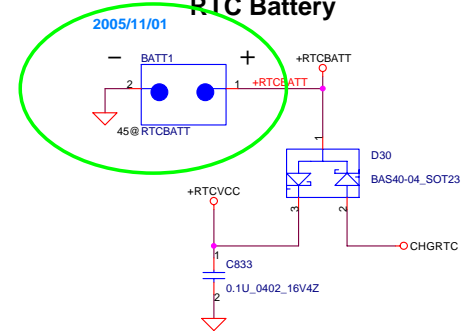 RTC Battery
2005/11/01
− BATT1 + +RTCBATT
2 1 +RTCBATT
45@RTCBATT
1
D30
BAS40-04_SOT23
+RTCVCC
3 2
CHGRTC
1
C833
0.1U_0402_16V4Z
2